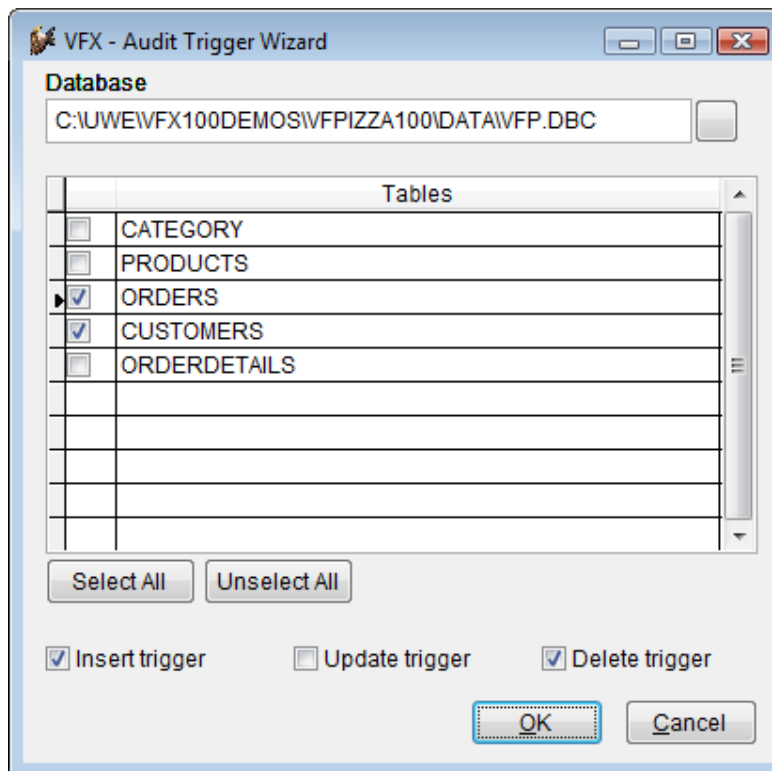 VFX - Audit Trigger Wizard
Database
C:\UWE\VFX100DEMOS\VFPIZZA100\DATA\VFP.DBC
Tables
CATEGORY
PRODUCTS
ORDERS
CUSTOMERS
ORDERDETAILS
Select All Unselect All
Insert trigger Update trigger Delete trigger
OK Cancel